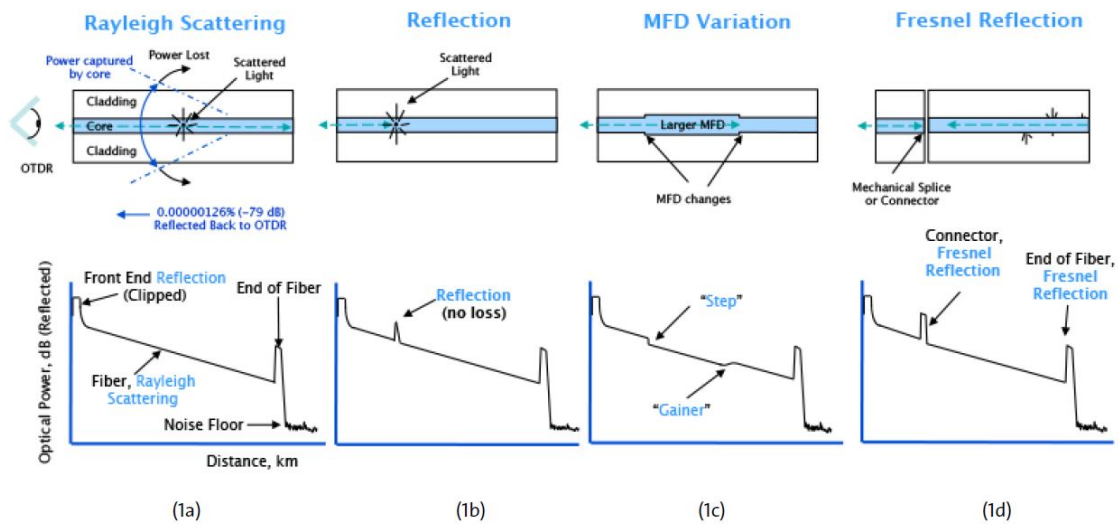 Rayleigh Scattering
Power captured
by core
Power Lost
Scattered
Light
Cladding
Core
Cladding
OTDR
0.00000126% (-79 dB)
Reflected Back to OTDR
Reflection
Scattered
Light
MFD Variation
Larger MFD
MFD changes
Fresnel Reflection
Mechanical Splice
or Connector
Optical Power, dB (Reflected)
Front End Reflection
(Clipped)
End of Fiber
Fiber, Rayleigh
Scattering
Noise Floor
Distance, km
Reflection
(no loss)
"Step"
"Gainer"
Connector,
Fresnel
Reflection
End of Fiber,
Fresnel
Reflection
(1a)
(1b)
(1c)
(1d)